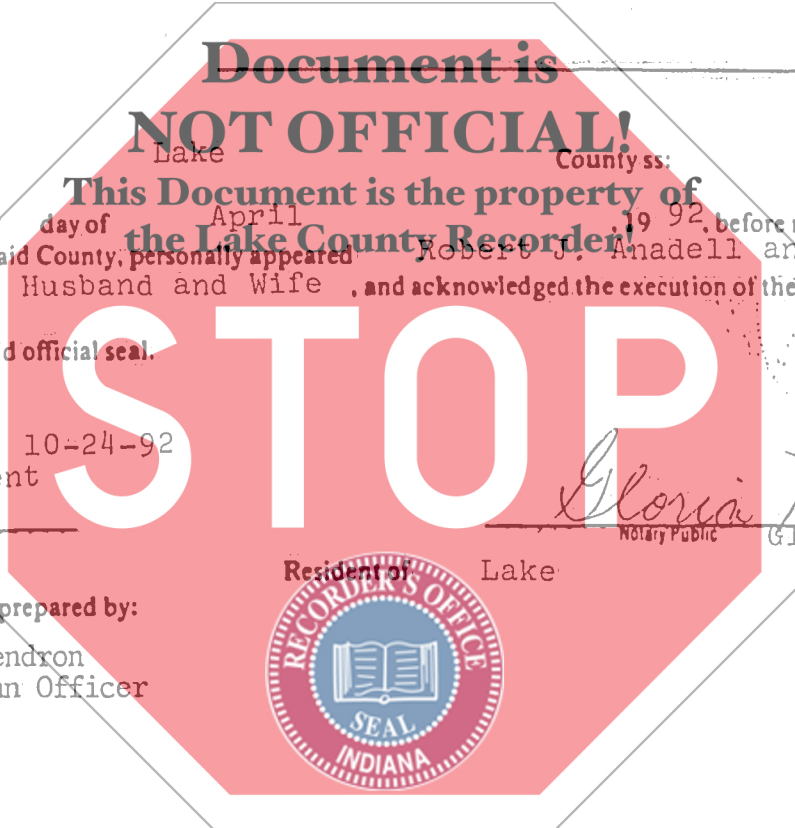 Document is
NOT OFFICIAL!
Lake County ss:
This Document is the property of
day of April , 19 92, before
the Lake County Recorder!
aid County, personally appeared Robert J. Anadell an
Husband and Wife , and acknowledged the execution of the
d official seal.
STOP
10-24-92
ent
Gloria
Notary Public Gl
Resident of Lake
prepared by:
endron
n Officer
RECORDER'S OFFICE
SEAL
INDIANA